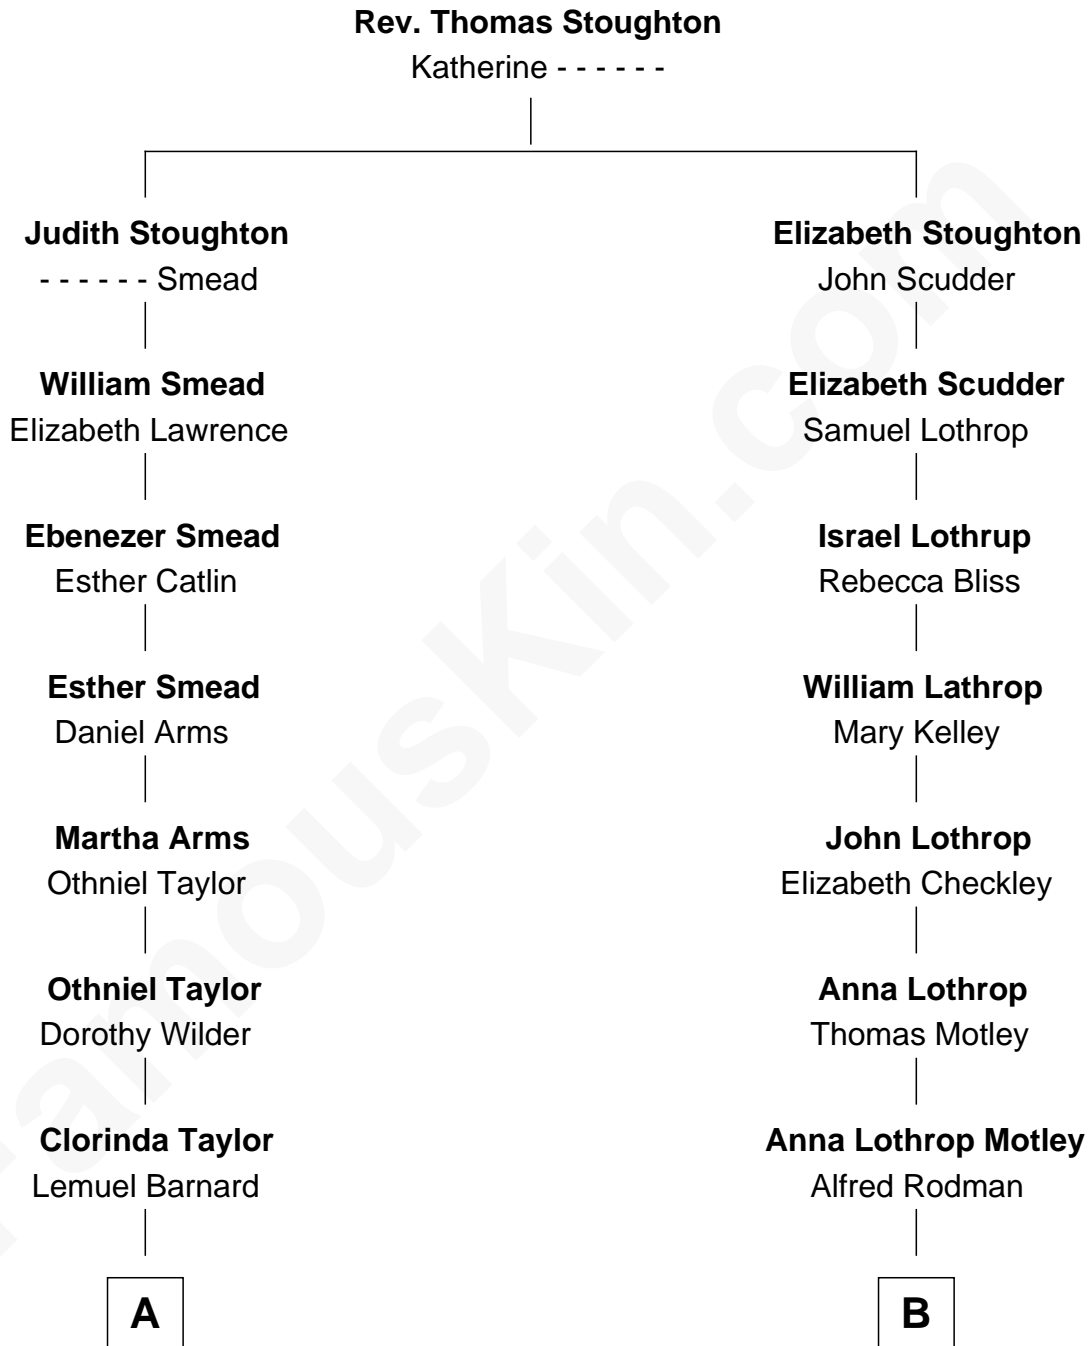 Rev. Thomas Stoughton
Katherine - - - - - -
Judith Stoughton
- - - - - - Smead
Elizabeth Stoughton
John Scudder
William Smead
Elizabeth Lawrence
Elizabeth Scudder
Samuel Lothrop
Ebenezer Smead
Esther Catlin
Israel Lothrup
Rebecca Bliss
Esther Smead
Daniel Arms
William Lathrop
Mary Kelley
Martha Arms
Othniel Taylor
John Lothrop
Elizabeth Checkley
Othniel Taylor
Dorothy Wilder
Anna Lothrop
Thomas Motley
Clorinda Taylor
Lemuel Barnard
Anna Lothrop Motley
Alfred Rodman
A
B
FamousKin.com